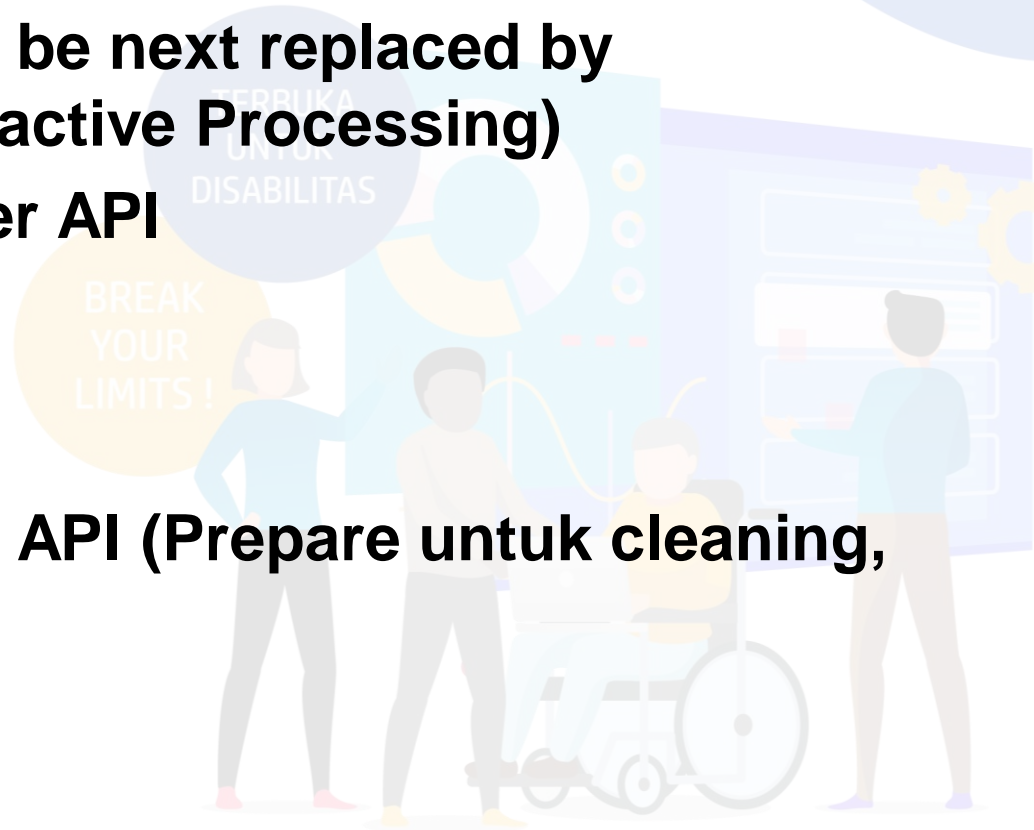 be next replaced by
active Processing)
er API
TERBUKA
UNTUK
DISABILITAS
BREAK
YOUR
LIMITS !
API (Prepare untuk cleaning,